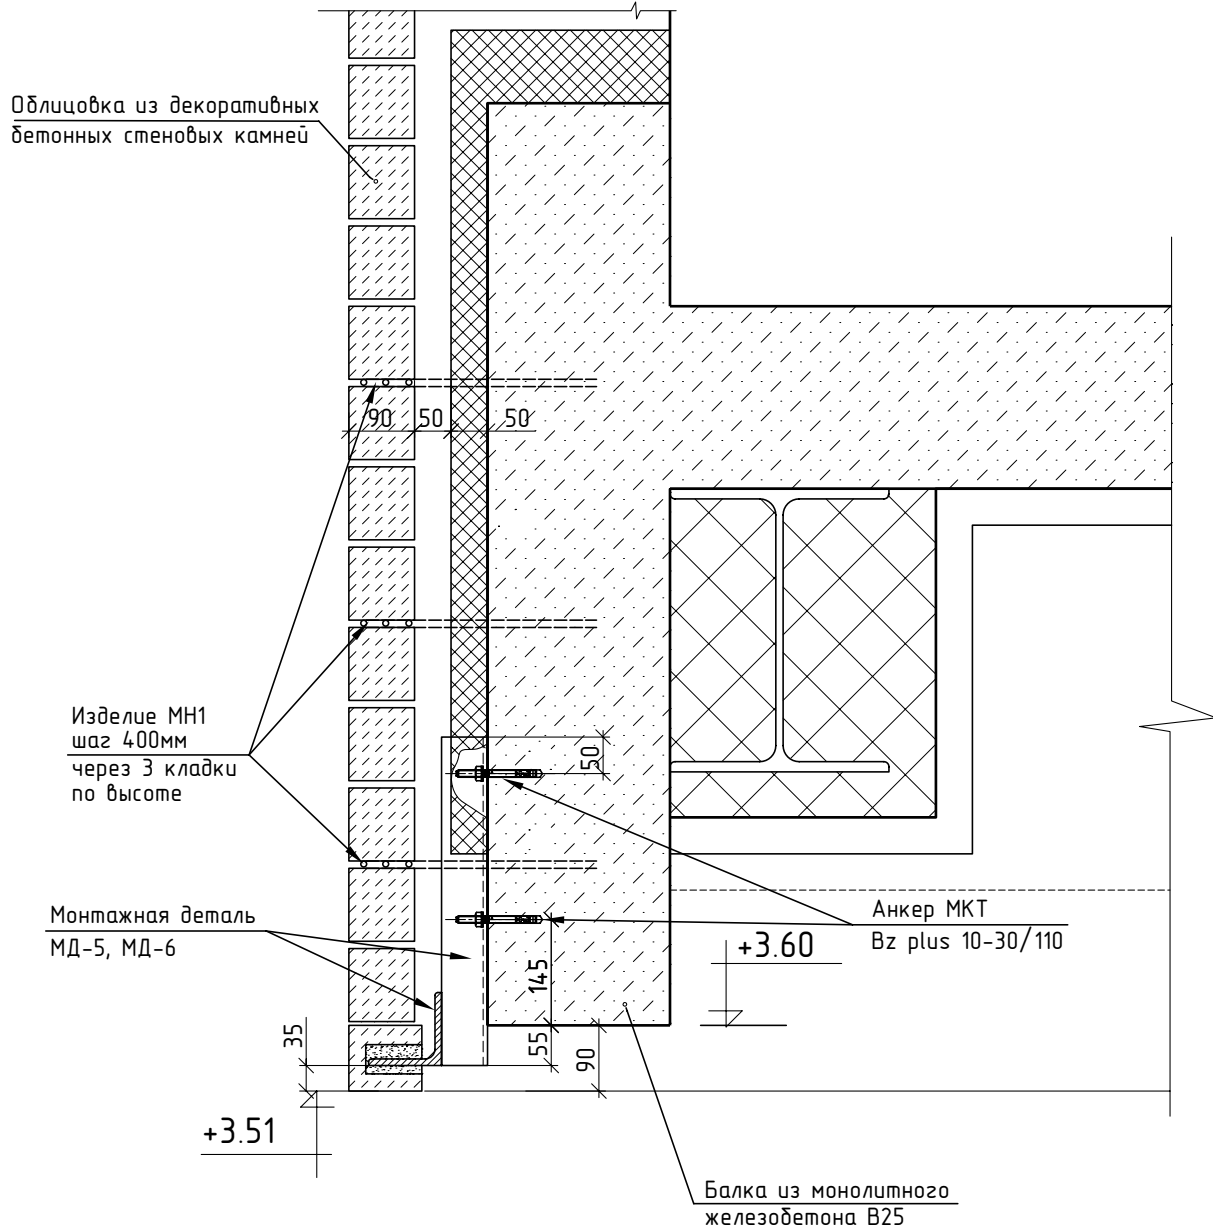 Облицовка из декоративных
бетонных стеновых камней
90
50
50
Изделие МН1
шаг 400мм
через 3 кладки
по высоте
50
Монтажная деталь
МД-5, МД-6
Анкер МКТ
Bz plus 10-30/110
+3.60
145
35
55
90
+3.51
Балка из монолитного
железобетона В25